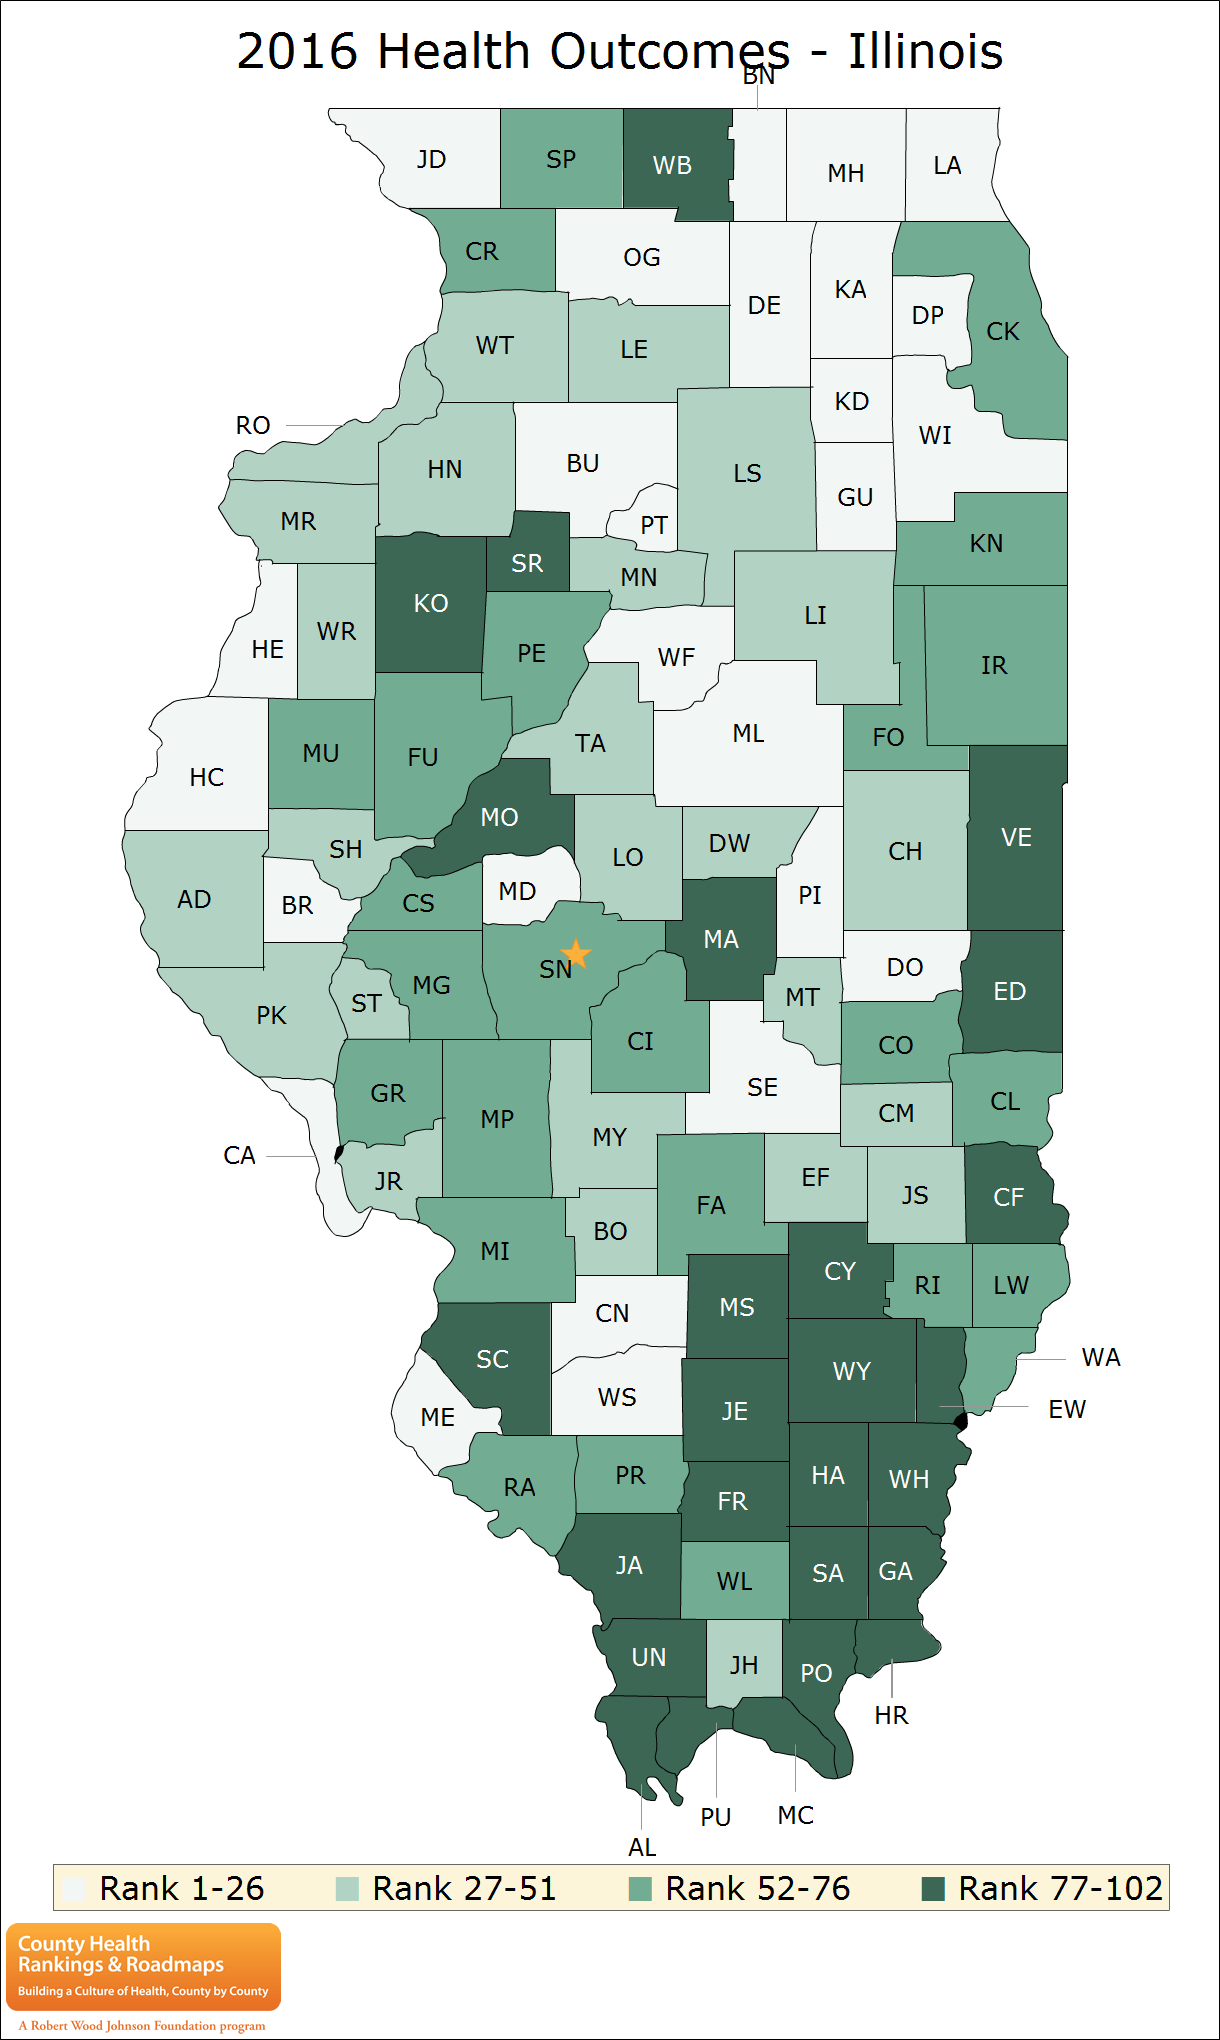 2016 Health Outcomes - Illinois
BN
JD
SP
WB
MH
LA
CR
OG
DE
KA
DP
CK
WT
LE
KD
RO
WI
HN
BU
LS
GU
MR
PT
KN
SR
MN
KO
LI
WR
HE
PE
WF
IR
ML
FO
TA
MU
FU
HC
MO
VE
SH
LO
DW
CH
AD
BR
CS
MD
PI
MA
SN
DO
MG
ED
ST
MT
PK
CI
CO
SE
GR
CL
CM
MP
MY
CA
JR
EF
JS
CF
FA
BO
MI
CY
RI
LW
MS
CN
SC
WA
WY
WS
EW
ME
JE
PR
HA
WH
RA
FR
JA
WL
SA
GA
UN
JH
PO
HR
PU
MC
AL
Rank 1-26 Rank 27-51 Rank 52-76 Rank 77-102
County Health
Rankings & Roadmaps
Building a Culture of Health, County by County
A Robert Wood Johnson Foundation program